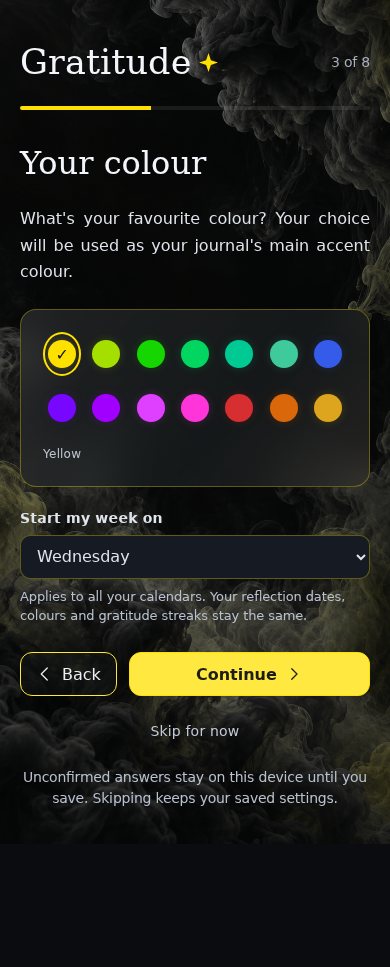 Gratitude
3 of 8
Your colour
What's your favourite colour? Your choice
will be used as your journal's main accent
colour.
✓
Yellow
Start my week on
Wednesday
Applies to all your calendars. Your reflection dates,
colours and gratitude streaks stay the same.
Back
Continue
Skip for now
Unconfirmed answers stay on this device until you
save. Skipping keeps your saved settings.